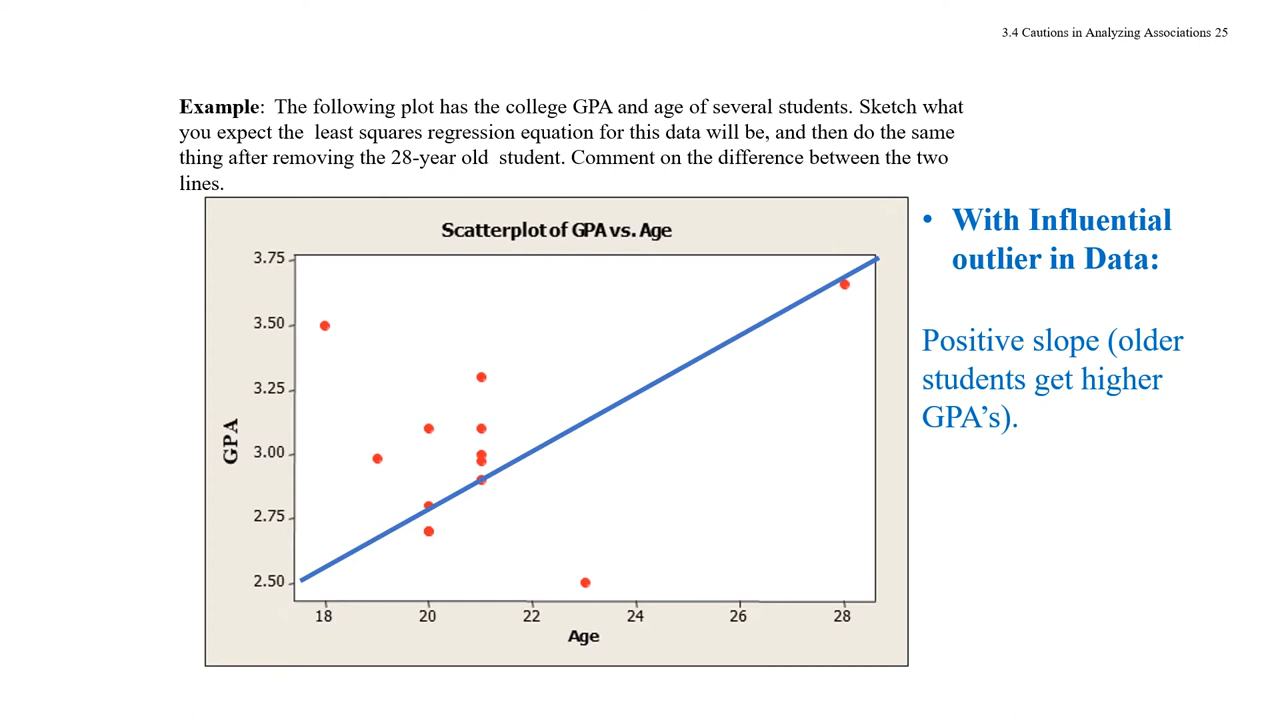 3.4 Cautions in Analyzing Associations 25
Example: The following plot has the college GPA and age of several students. Sketch what
you expect the least squares regression equation for this data will be, and then do the same
thing after removing the 28-year old student. Comment on the difference between the two
lines.
Scatterplot of GPA vs. Age
3.75
3.50
3.25
3.00
2.75
2.50
GPA
18 20 22 24 26 28
Age
• With Influential
outlier in Data:
Positive slope (older
students get higher
GPA’s).